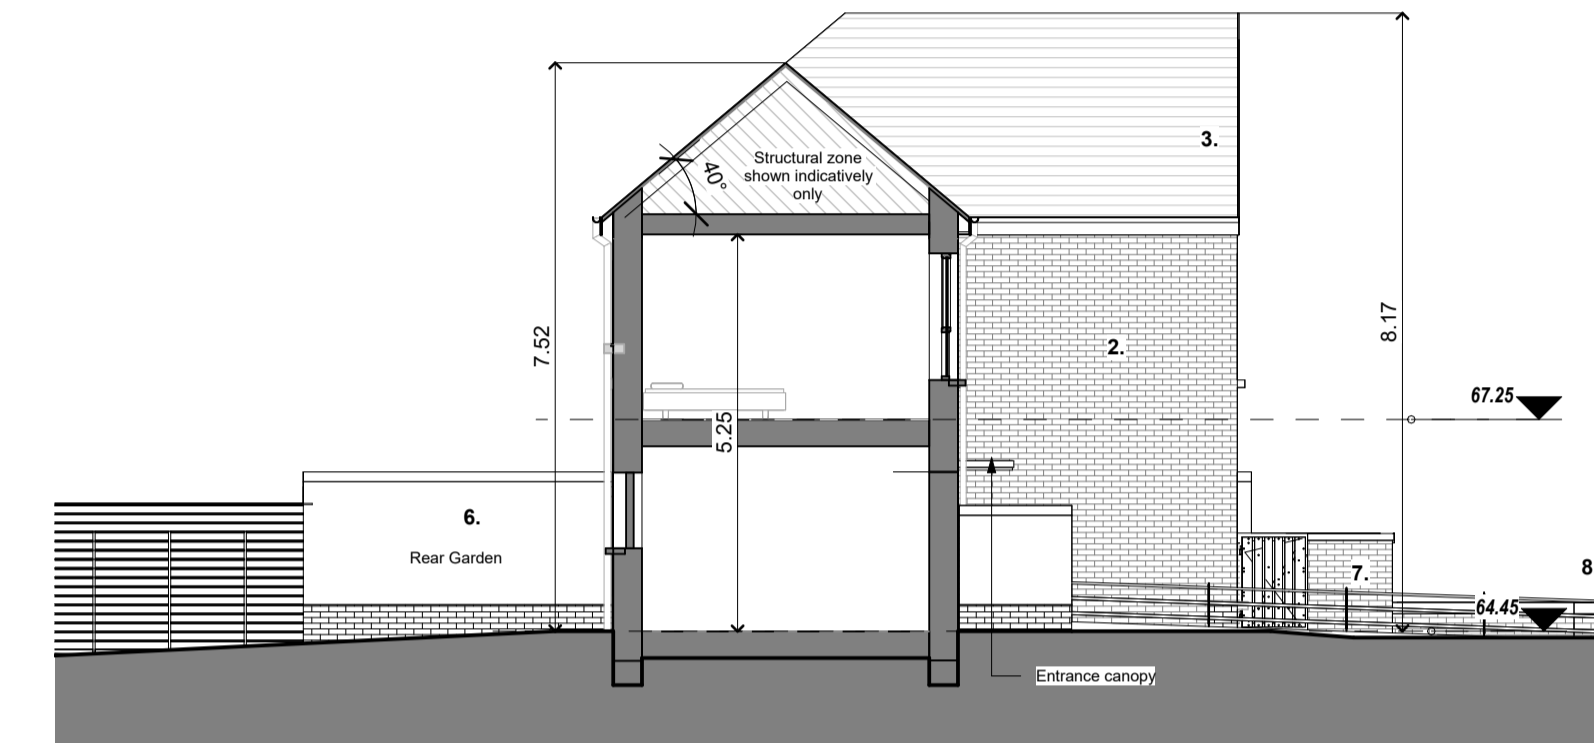 3.
40°
Structural zone
shown indicatively
only
7.52
8.17
2.
67.25
5.25
6.
Rear Garden
7.
8
64.45
Entrance canopy